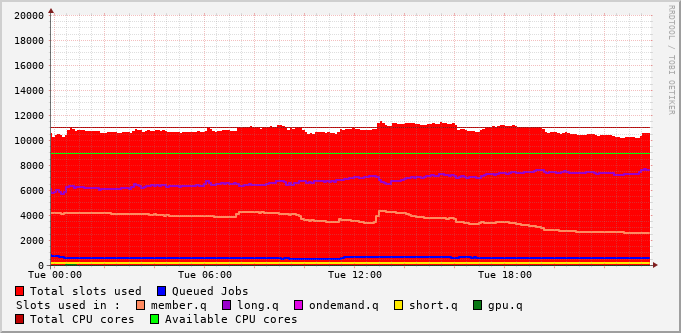 20000
18000
16000
14000
12000
10000
8000
6000
4000
2000
0
Tue 00:00 Tue 06:00 Tue 12:00 Tue 18:00
Total slots used Queued Jobs
Slots used in : member.q long.q ondemand.q short.q gpu.q
Total CPU cores Available CPU cores
RRDTOOL / TOBI OETIKER